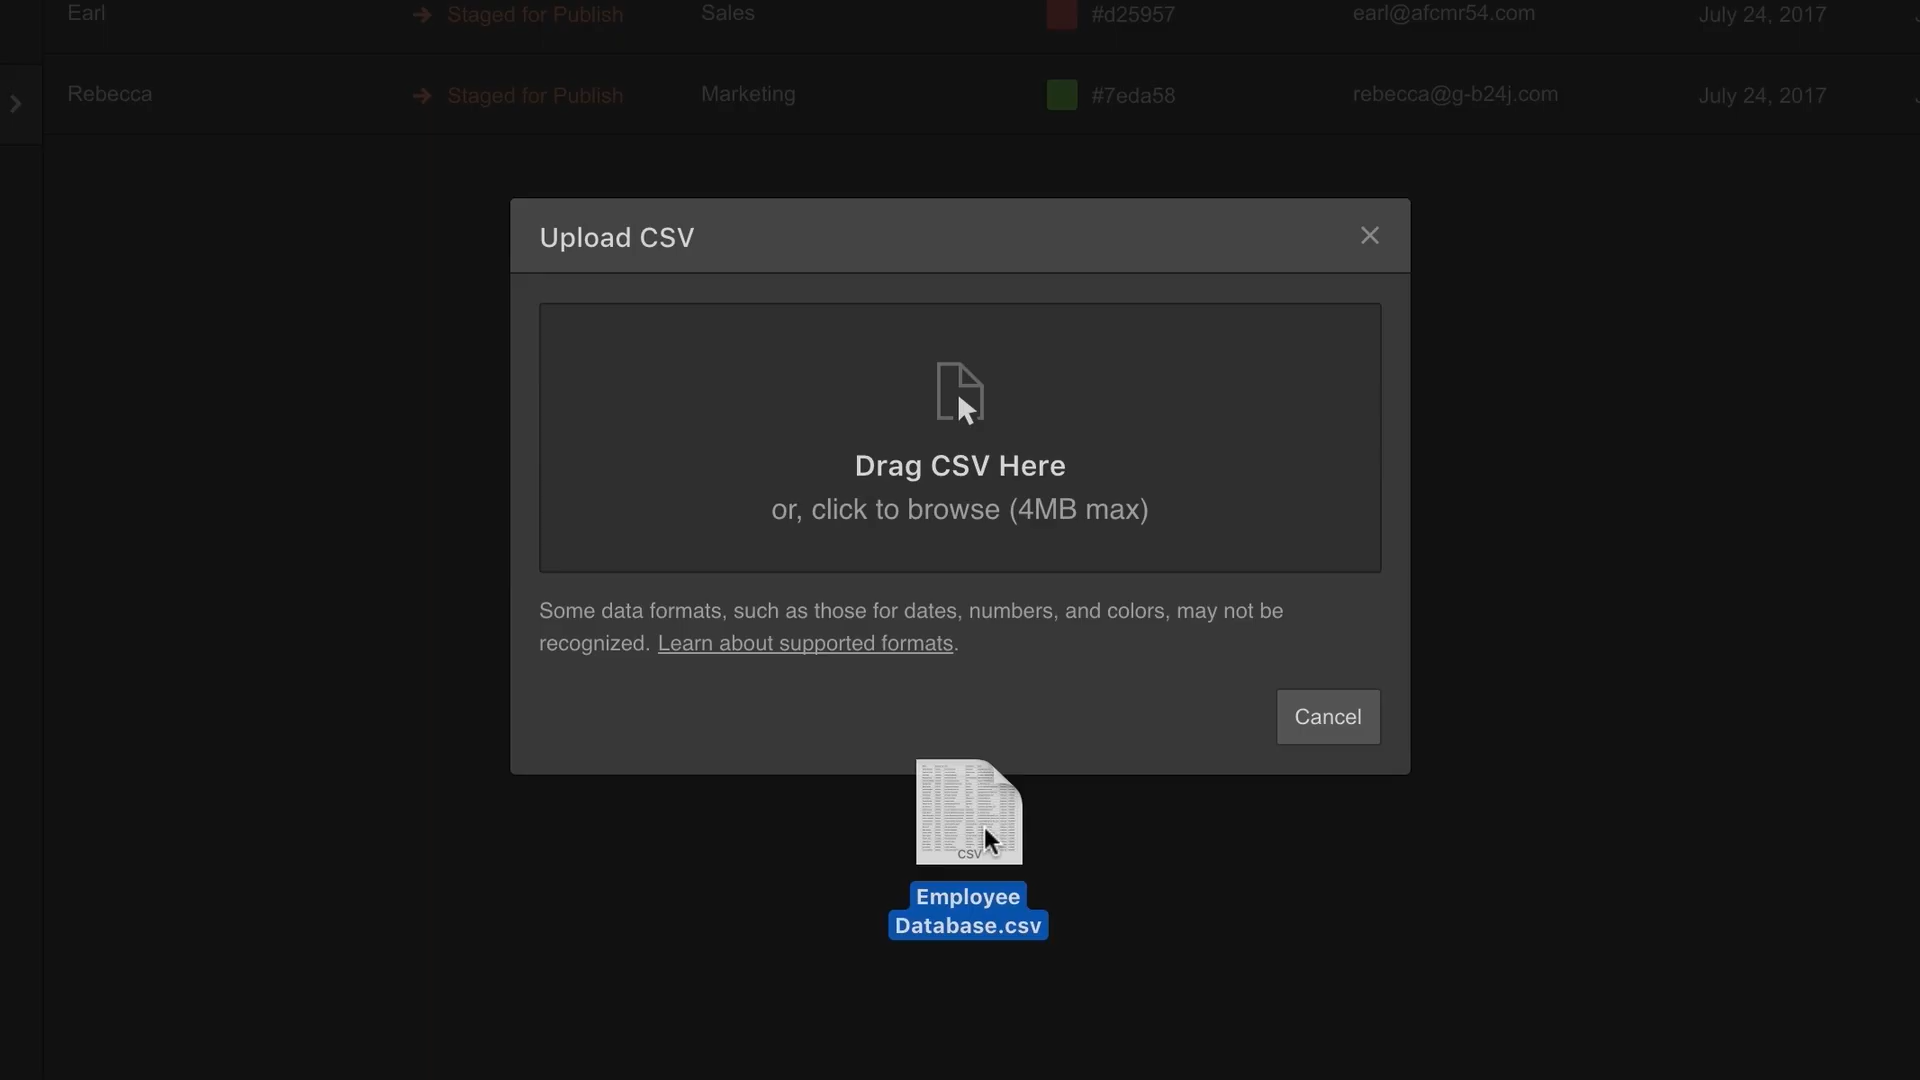 Earl Staged for Publish Sales #d25957 earl@afcmr54.com July 24, 2017
Rebecca Staged for Publish Marketing #7eda58 rebecca@g-b24j.com July 24, 2017
Upload CSV
Drag CSV Here
or, click to browse (4MB max)
Some data formats, such as those for dates, numbers, and colors, may not be
recognized. Learn about supported formats.
Cancel
CSV
Employee
Database.csv